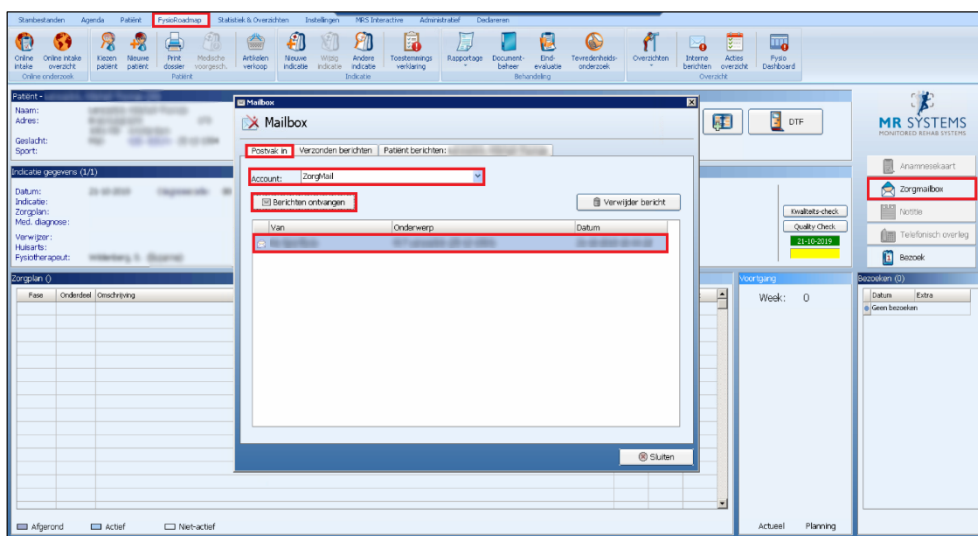 Stambestanden Agenda Patiënt FysioRoadmap Statistiek & Overzichten Instellingen MRS Interactive Administratief Declareren
Online intake
Online intake overzicht
Kiezen patiënt
Nieuwe patiënt
Print dossier
Medische voorgesch.
Artikelen verkoop
Nieuwe indicatie
Wijzig indicatie
Andere indicatie
Toestemmings verklaring
Rapportage
Document-beheer
Eind-evaluatie
Tevredenheids-onderzoek
Overzichten
Interne berichten
Acties overzicht
Fysio Dashboard
Online onderzoek Patiënt Indicatie Behandeling Overzicht
Patiënt -
Naam:
Adres:
Geslacht:
Sport:
Indicatie gegevens (1/1)
Datum:
Indicatie:
Zorgplan:
Med. diagnose:
Verwijzer:
Huisarts:
Fysiotherapeut:
Zorgplan ()
Fase Onderdeel Omschrijving
Afgerond Actief Niet-actief
Mailbox
Mailbox
Postvak in Verzonden berichten Patiënt berichten:
Account: ZorgMail
Berichten ontvangen Verwijder bericht
Van Onderwerp Datum
Sluiten
DTF
Kwaliteits-check
Quality Check
21-10-2019
Voortgang
Week: 0
Actueel Planning
MR SYSTEMS
MONITORED REHAB SYSTEMS
Anamnesekaart
Zorgmailbox
Notitie
Telefonisch overleg
Bezoek
Bezoeken (0)
Datum Extra
Geen bezoeken